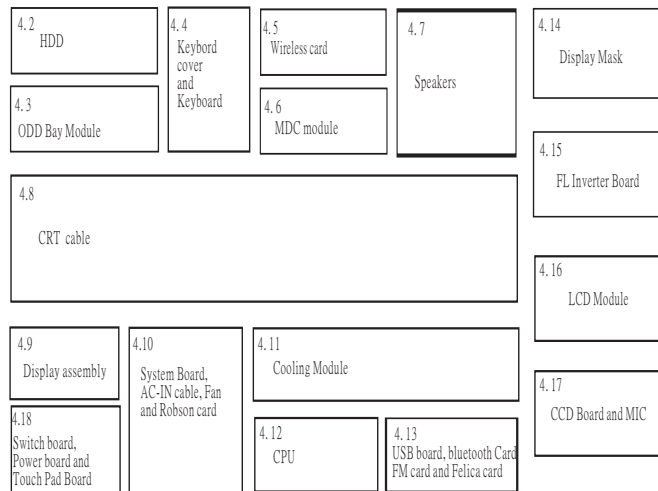 4.2
HDD
4.3
ODD Bay Module
4.4
Keybord
cover
and
Keyboard
4.5
Wireless card
4.6
MDC module
4.7
Speakers
4.14
Display Mask
4.15
FL Inverter Board
4.8
CRT cable
4.16
LCD Module
4.9
Display assembly
4.10
System Board,
AC-IN cable, Fan
and Robson card
4.11
Cooling Module
4.17
CCD Board and MIC
4.18
Switch board,
Power board and
Touch Pad Board
4.12
CPU
4.13
USB board, bluetooth Card
FM card and Felica card